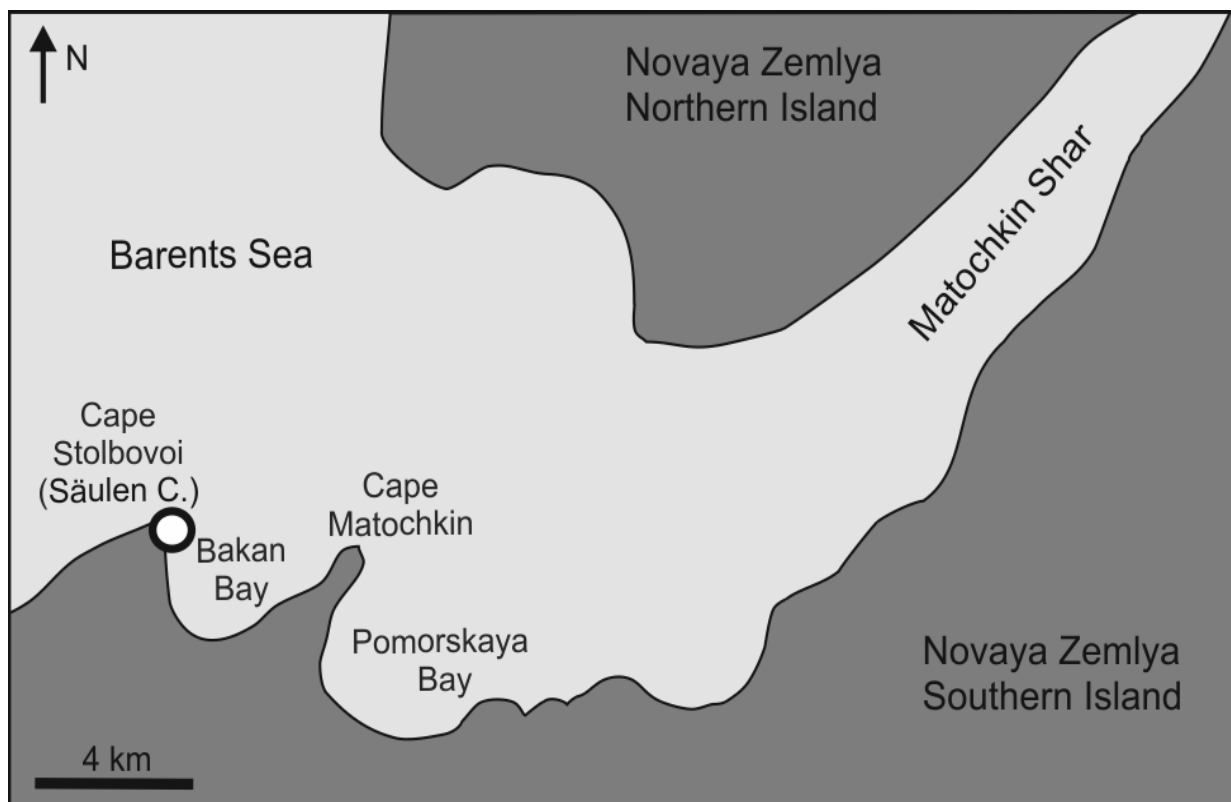 N
Novaya Zemlya
Northern Island
Matochkin Shar
Barents Sea
Cape
Stolbovoi
(Säulen C.)
Cape
Matochkin
Bakan
Bay
Pomorskaya
Bay
Novaya Zemlya
Southern Island
4 km